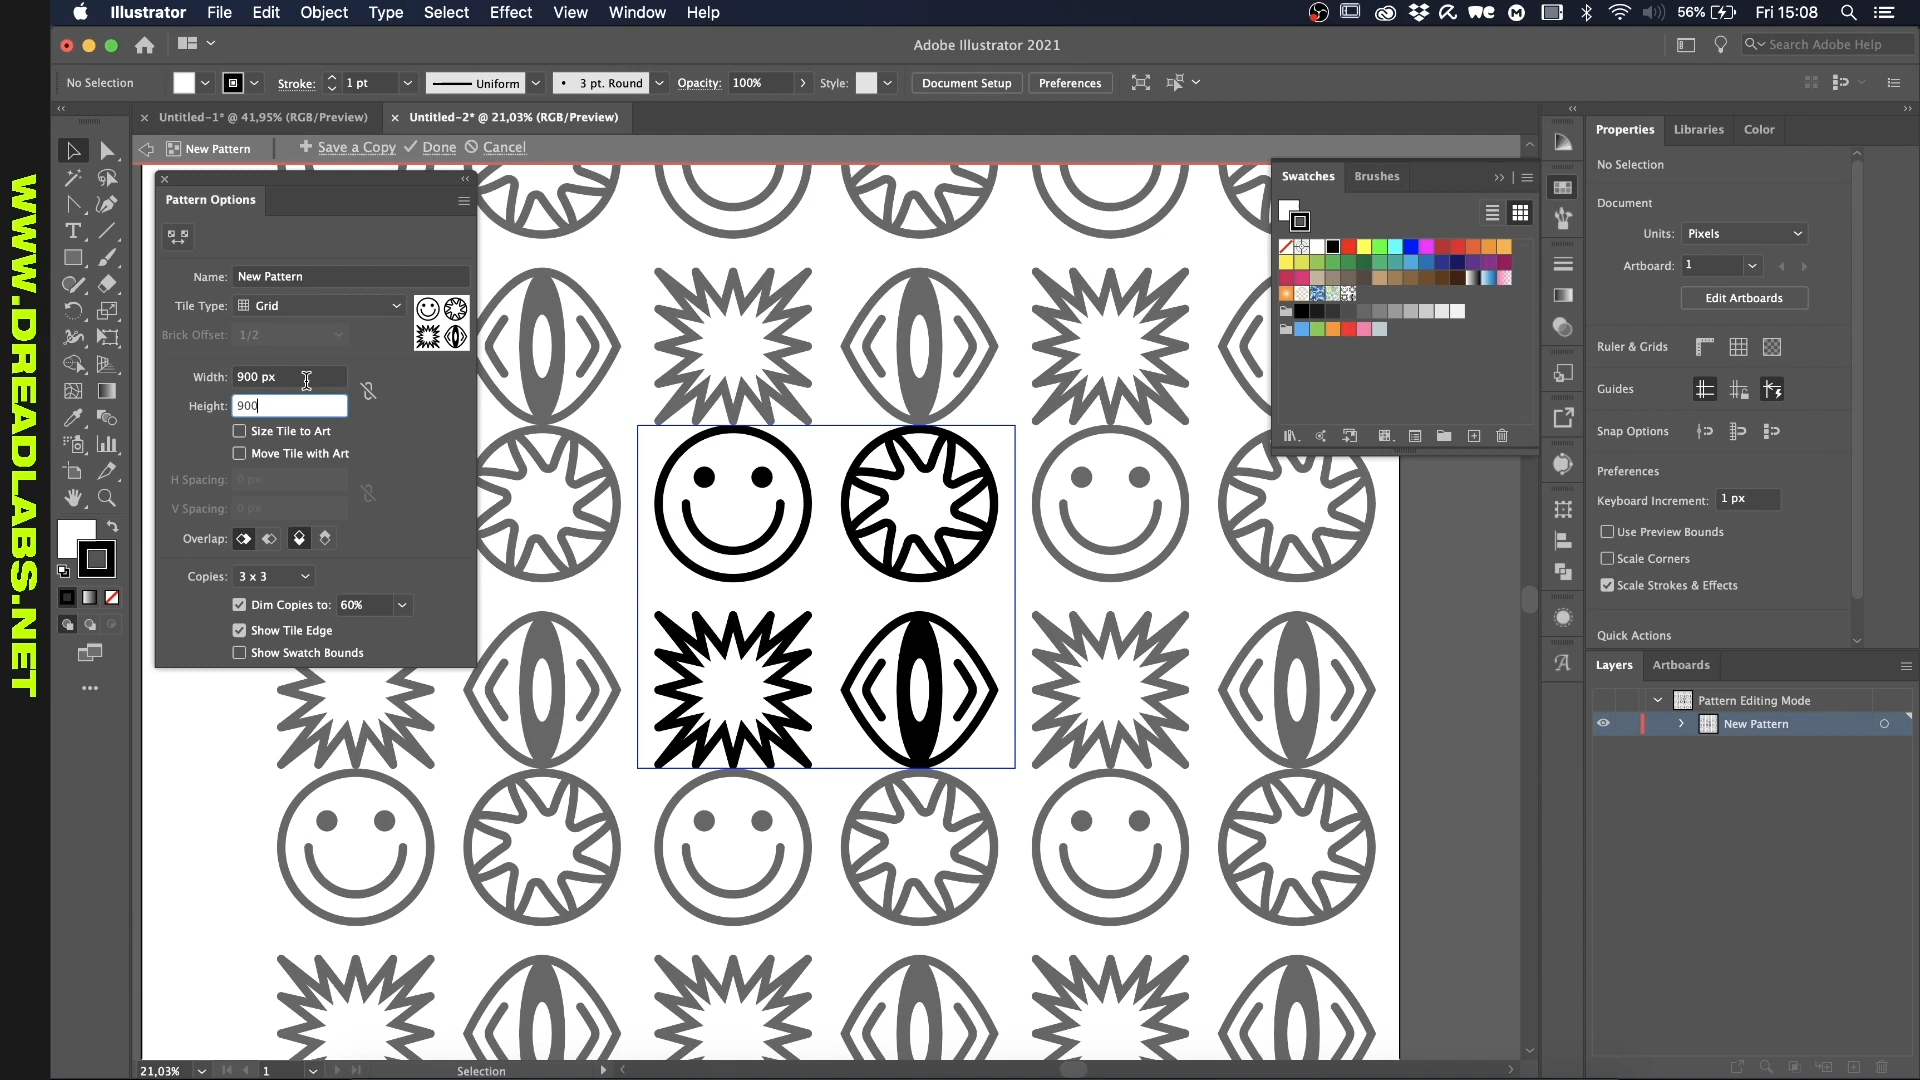 Illustrator File Edit Object Type Select Effect View Window Help
56% Fri 15:08
Adobe Illustrator 2021
Search Adobe Help
No Selection Stroke: 1 pt Uniform 3 pt. Round Opacity: 100% Style: Document Setup Preferences
Untitled-1* @ 41,95% (RGB/Preview) Untitled-2* @ 21,03% (RGB/Preview)
New Pattern Save a Copy Done Cancel
Pattern Options
Name: New Pattern
Tile Type: Grid
Brick Offset: 1/2
Width: 900 px
Height: 900
Size Tile to Art
Move Tile with Art
H Spacing: 0 px
V Spacing: 0 px
Overlap:
Copies: 3 x 3
Dim Copies to: 60%
Show Tile Edge
Show Swatch Bounds
Swatches Brushes
Properties Libraries Color
No Selection
Document
Units: Pixels
Artboard: 1
Edit Artboards
Ruler & Grids
Guides
Snap Options
Preferences
Keyboard Increment: 1 px
Use Preview Bounds
Scale Corners
Scale Strokes & Effects
Quick Actions
Layers Artboards
Pattern Editing Mode
New Pattern
21,03% 1 Selection
WWW.DREADLABS.NET